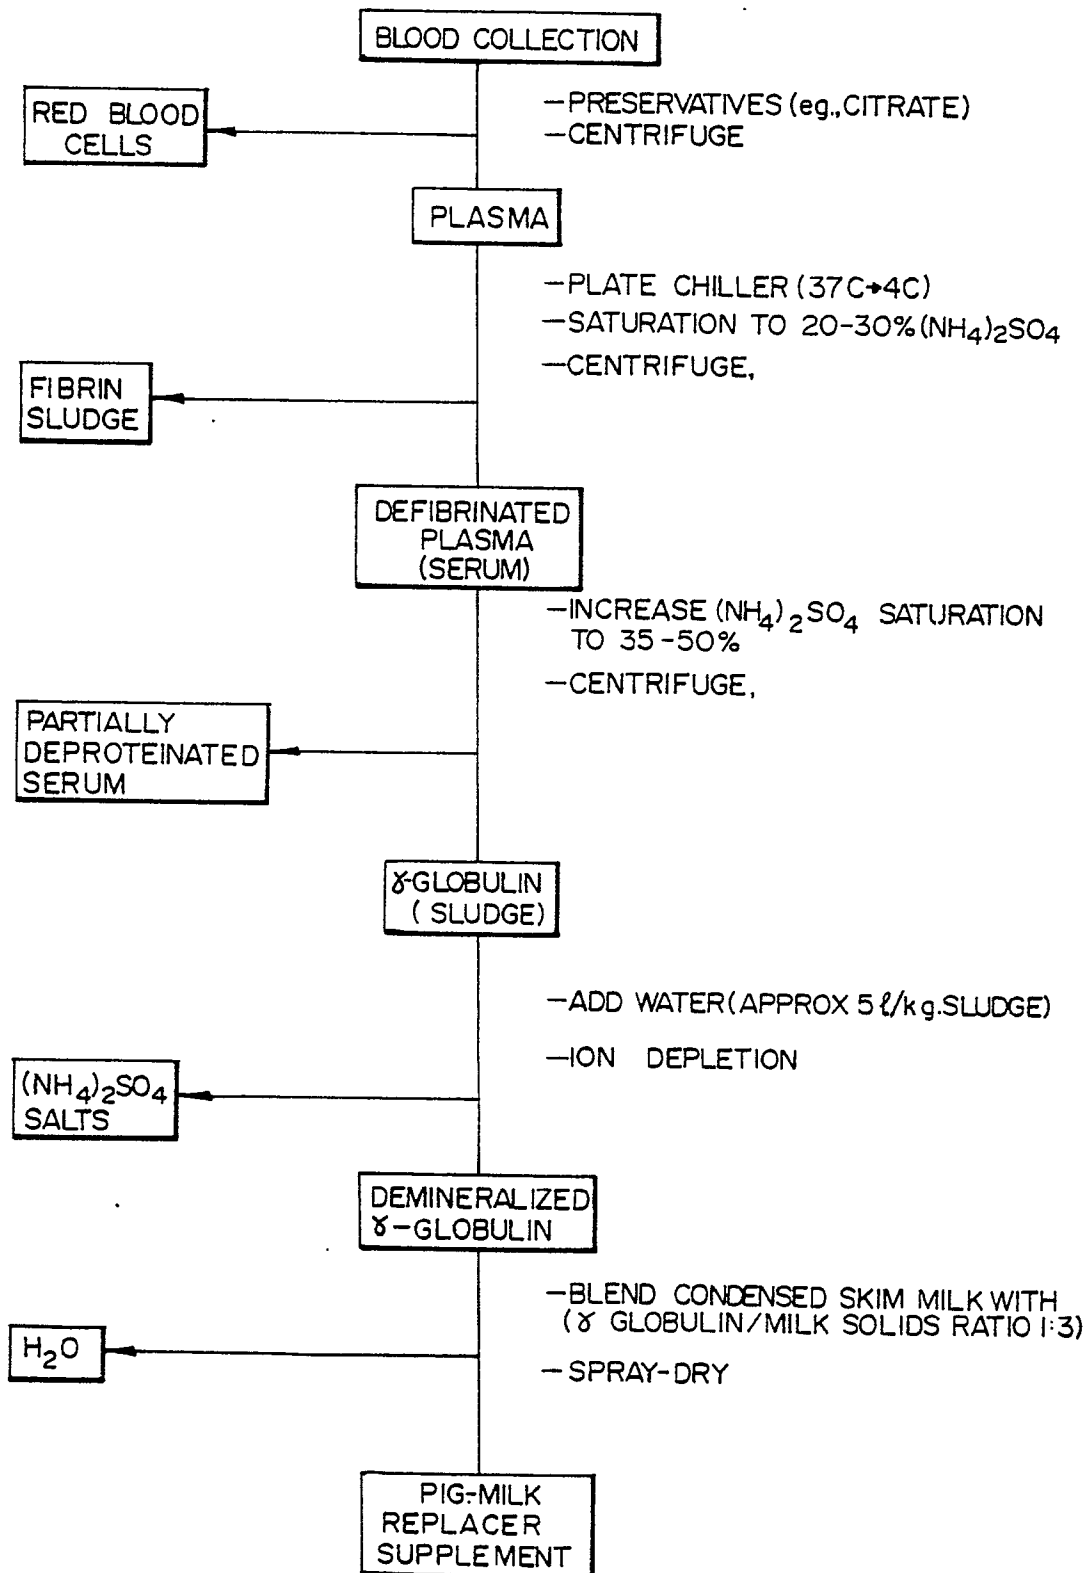 BLOOD COLLECTION
—PRESERVATIVES (eg., CITRATE)
—CENTRIFUGE
RED BLOOD
CELLS
PLASMA
—PLATE CHILLER (37C→4C)
—SATURATION TO 20-30% (NH₄)₂SO₄
—CENTRIFUGE,
FIBRIN
SLUDGE
DEFIBRINATED
PLASMA
(SERUM)
—INCREASE (NH₄)₂SO₄ SATURATION
TO 35-50%
—CENTRIFUGE,
PARTIALLY
DEPROTEINATED
SERUM
γ-GLOBULIN
(SLUDGE)
—ADD WATER (APPROX 5 ℓ/kg. SLUDGE)
—ION DEPLETION
(NH₄)₂SO₄
SALTS
DEMINERALIZED
γ-GLOBULIN
—BLEND CONDENSED SKIM MILK WITH
(γ GLOBULIN/MILK SOLIDS RATIO 1:3)
—SPRAY-DRY
H₂O
PIG-MILK
REPLACER
SUPPLEMENT